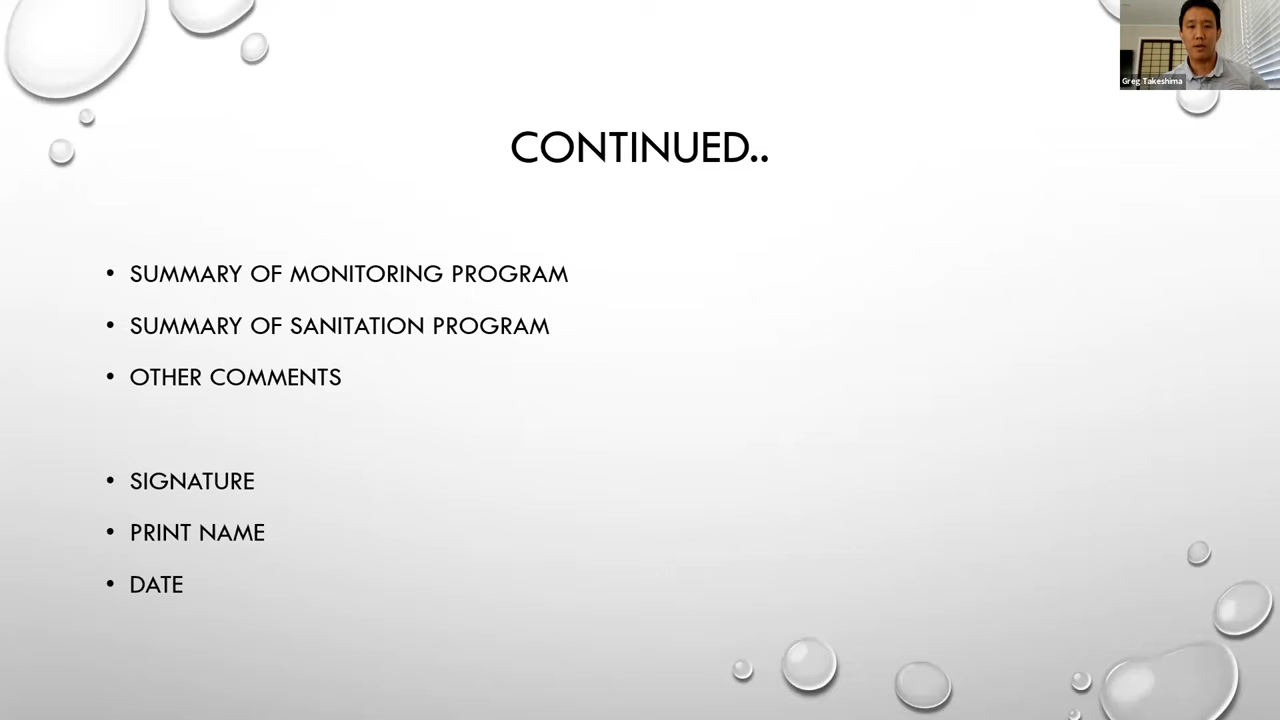 Greg Takeshima
CONTINUED..
• SUMMARY OF MONITORING PROGRAM
• SUMMARY OF SANITATION PROGRAM
• OTHER COMMENTS
• SIGNATURE
• PRINT NAME
• DATE